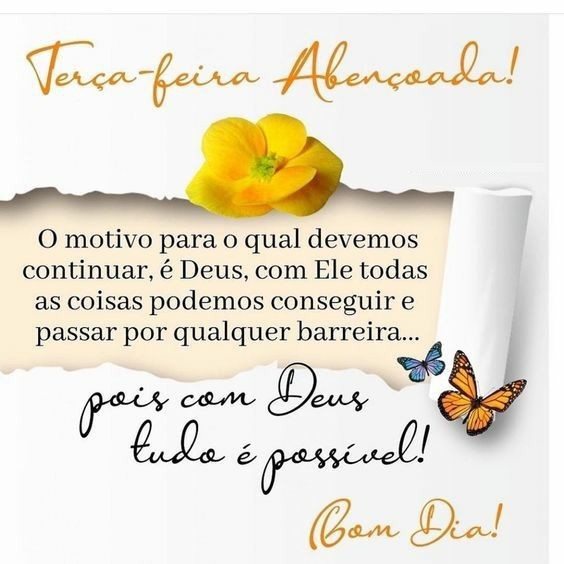 Terça-feira Abençoada!
O motivo para o qual devemos
continuar, é Deus, com Ele todas
as coisas podemos conseguir e
passar por qualquer barreira...
pois com Deus
tudo é possível!
Bom Dia!